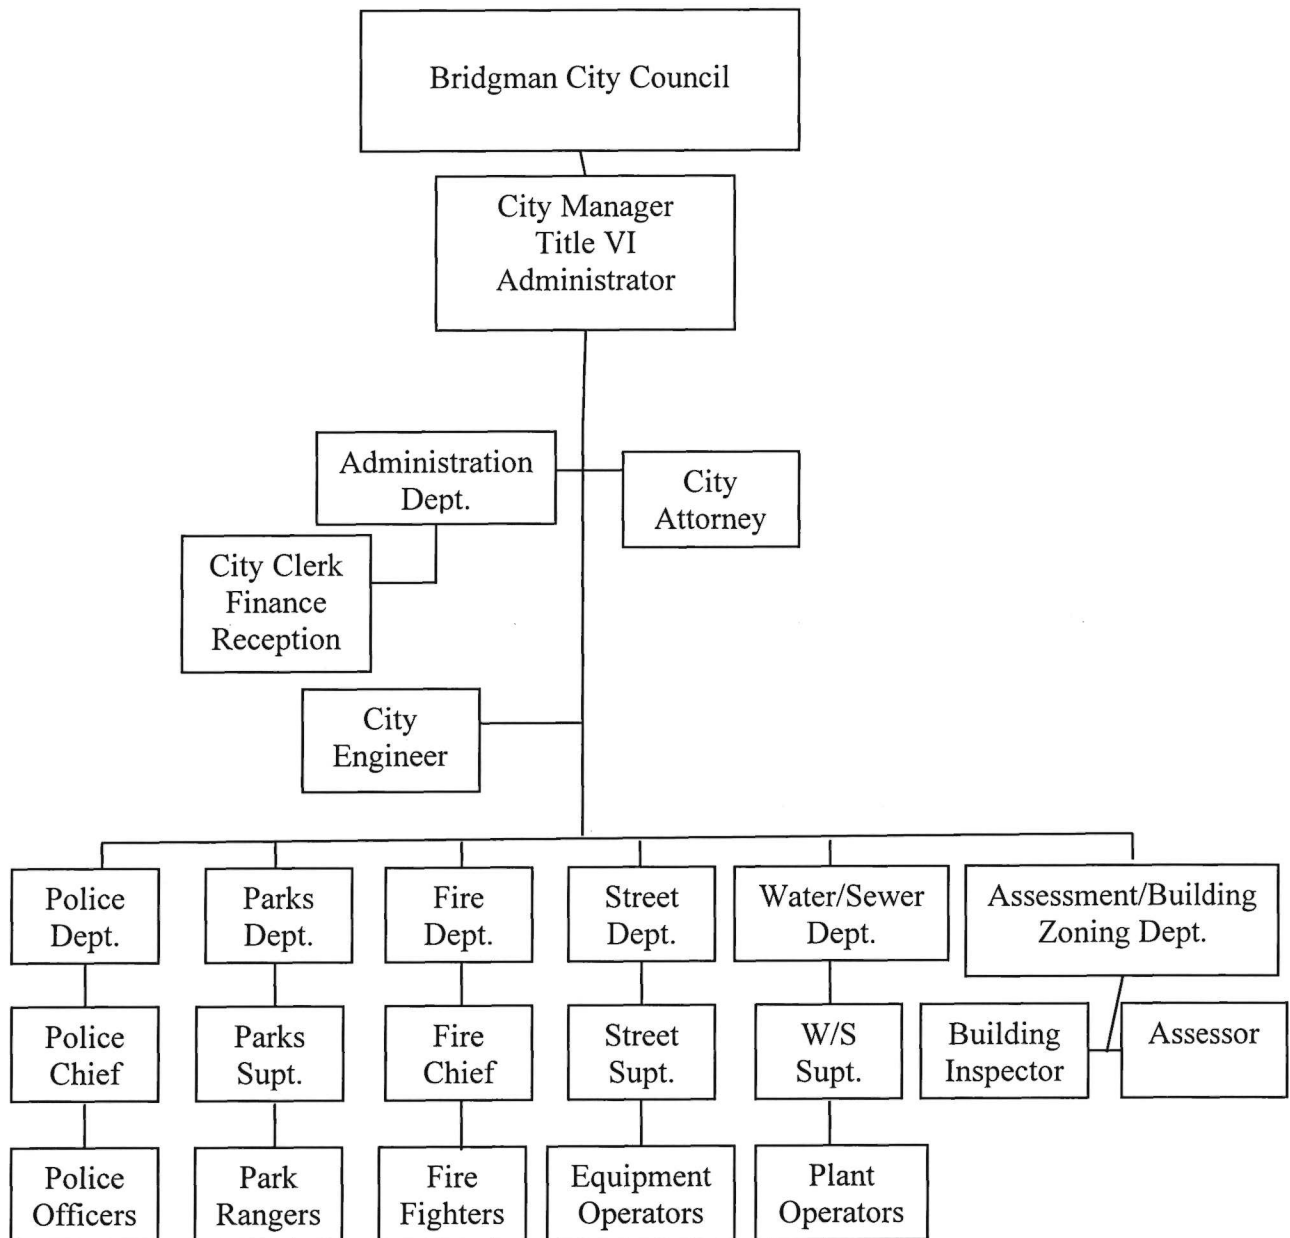 Bridgman City Council
City Manager
Title VI
Administrator
Administration
Dept.
City
Attorney
City Clerk
Finance
Reception
City
Engineer
Police
Dept.
Parks
Dept.
Fire
Dept.
Street
Dept.
Water/Sewer
Dept.
Assessment/Building
Zoning Dept.
Police
Chief
Parks
Supt.
Fire
Chief
Street
Supt.
W/S
Supt.
Building
Inspector
Assessor
Police
Officers
Park
Rangers
Fire
Fighters
Equipment
Operators
Plant
Operators